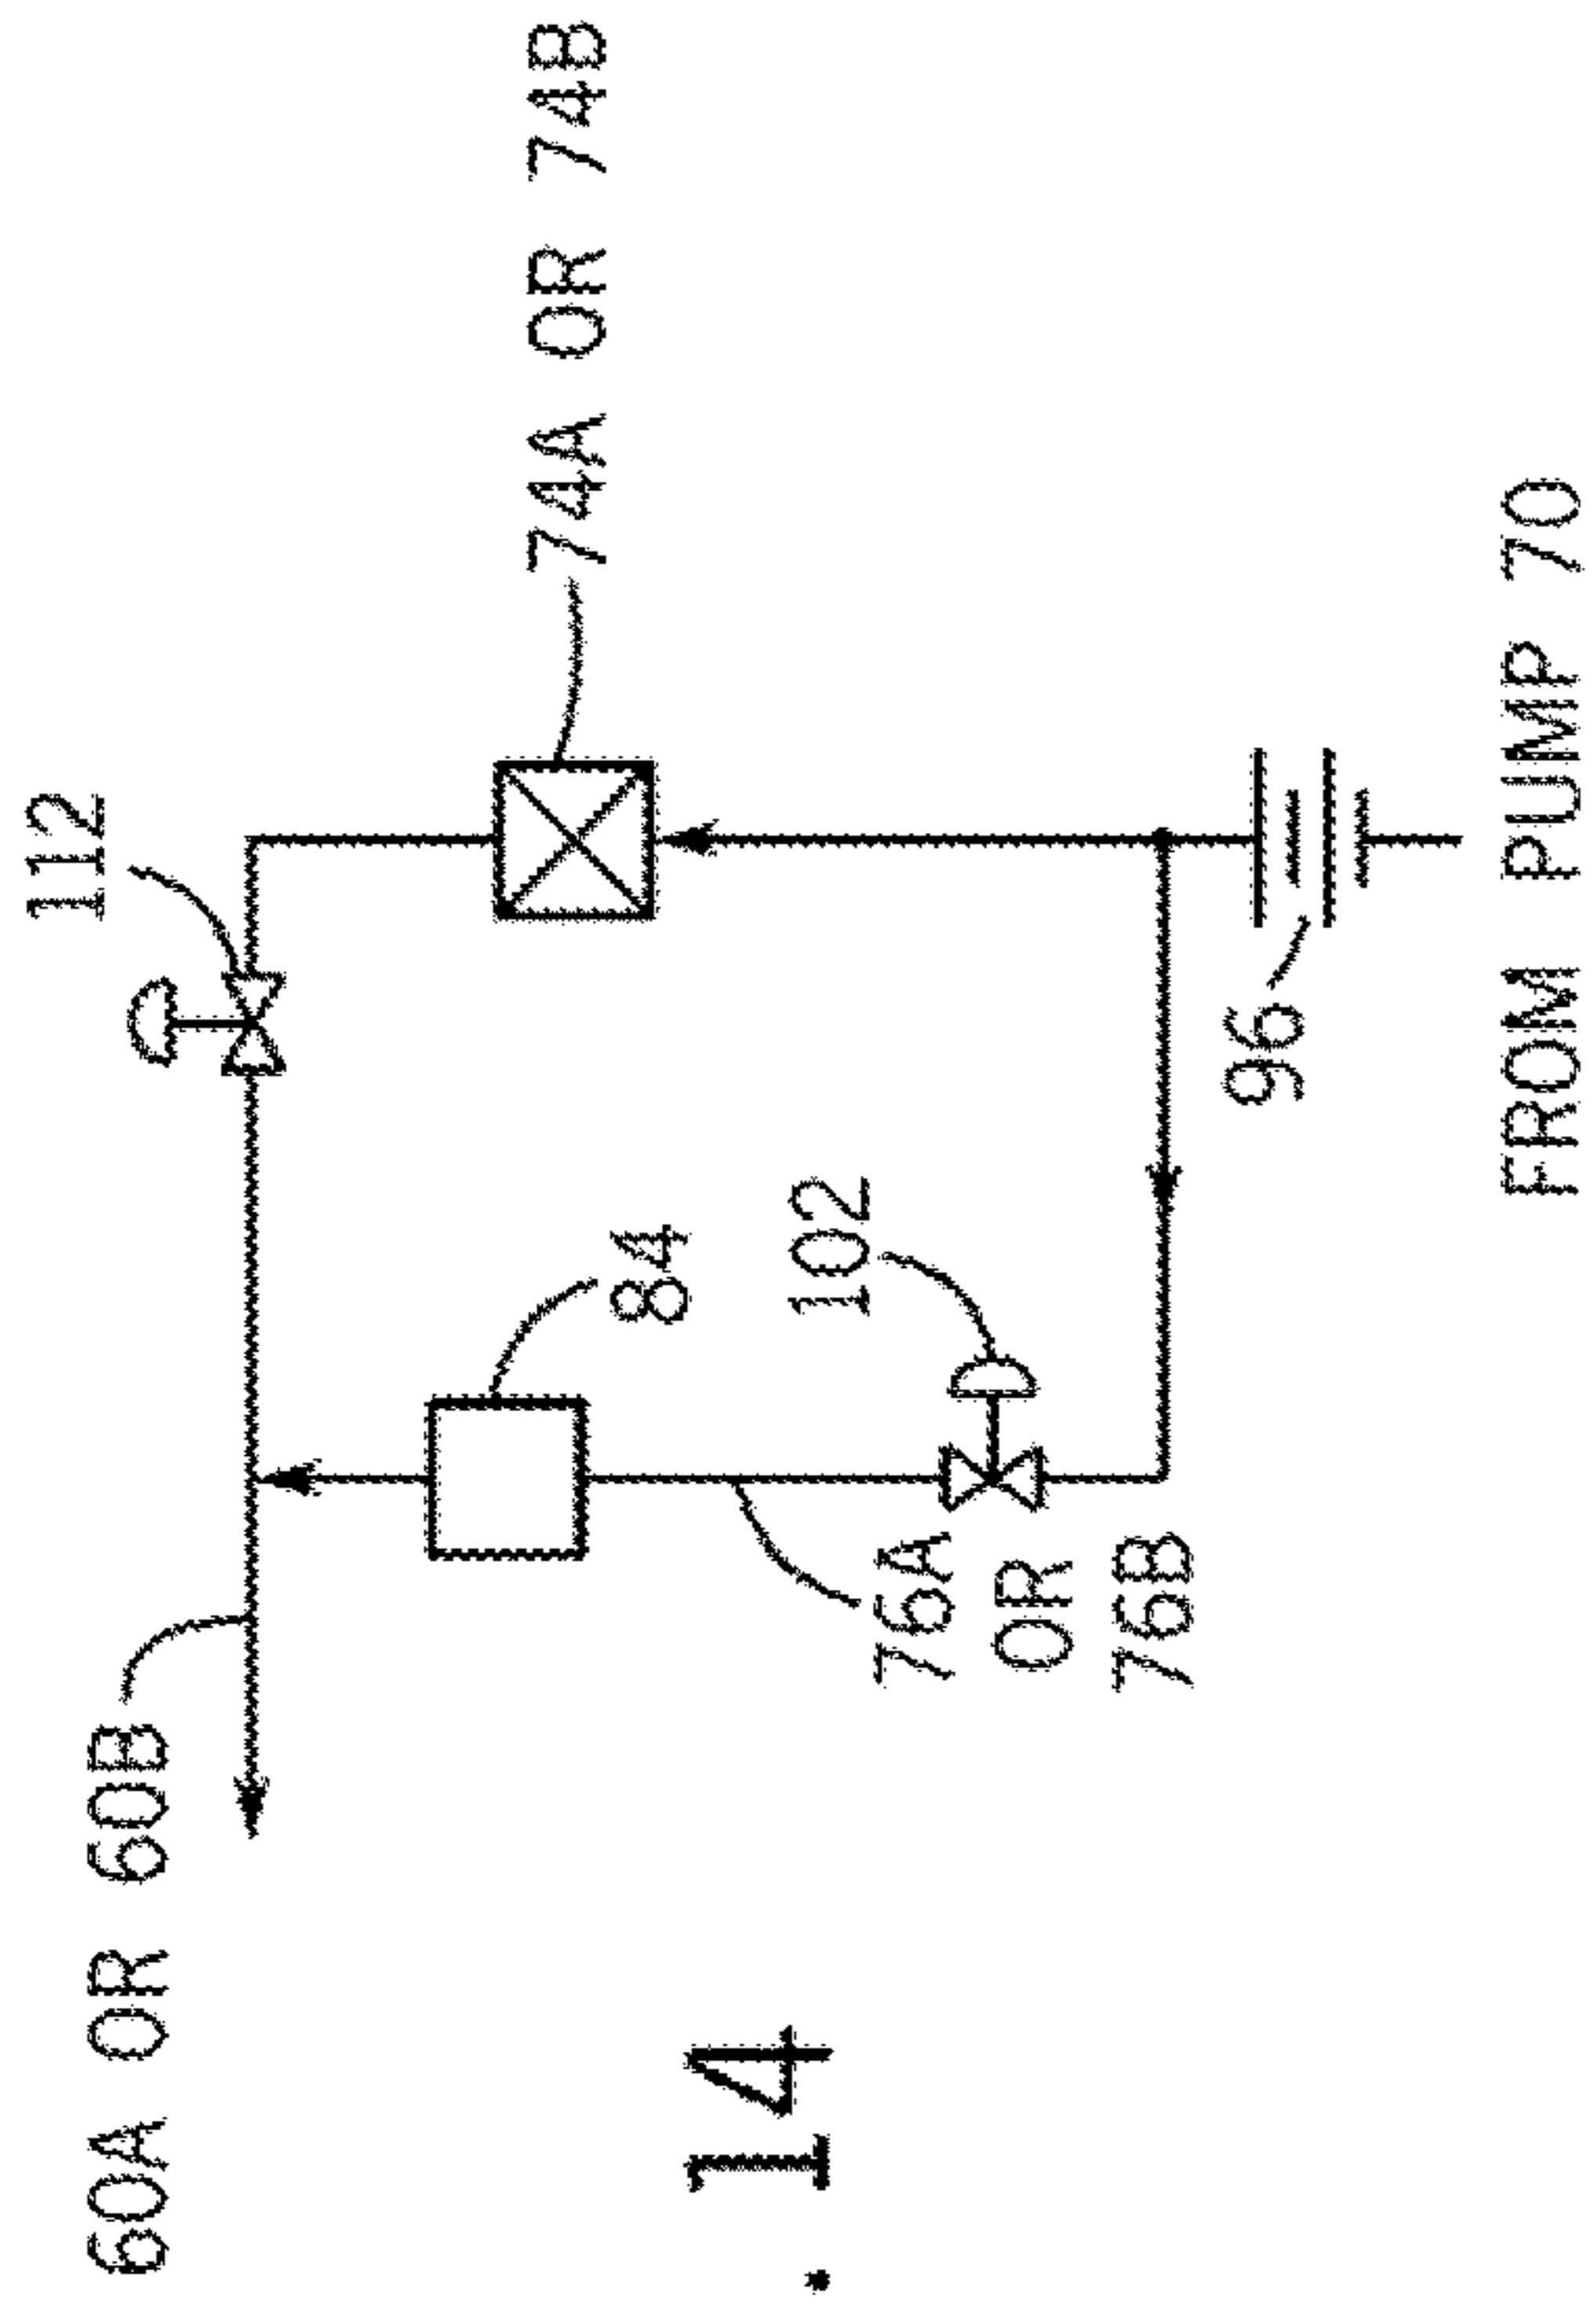 60A OR 60B
112
74A OR 74B
84
102
76A
OR
76B
96
FROM PUMP 70
. 14